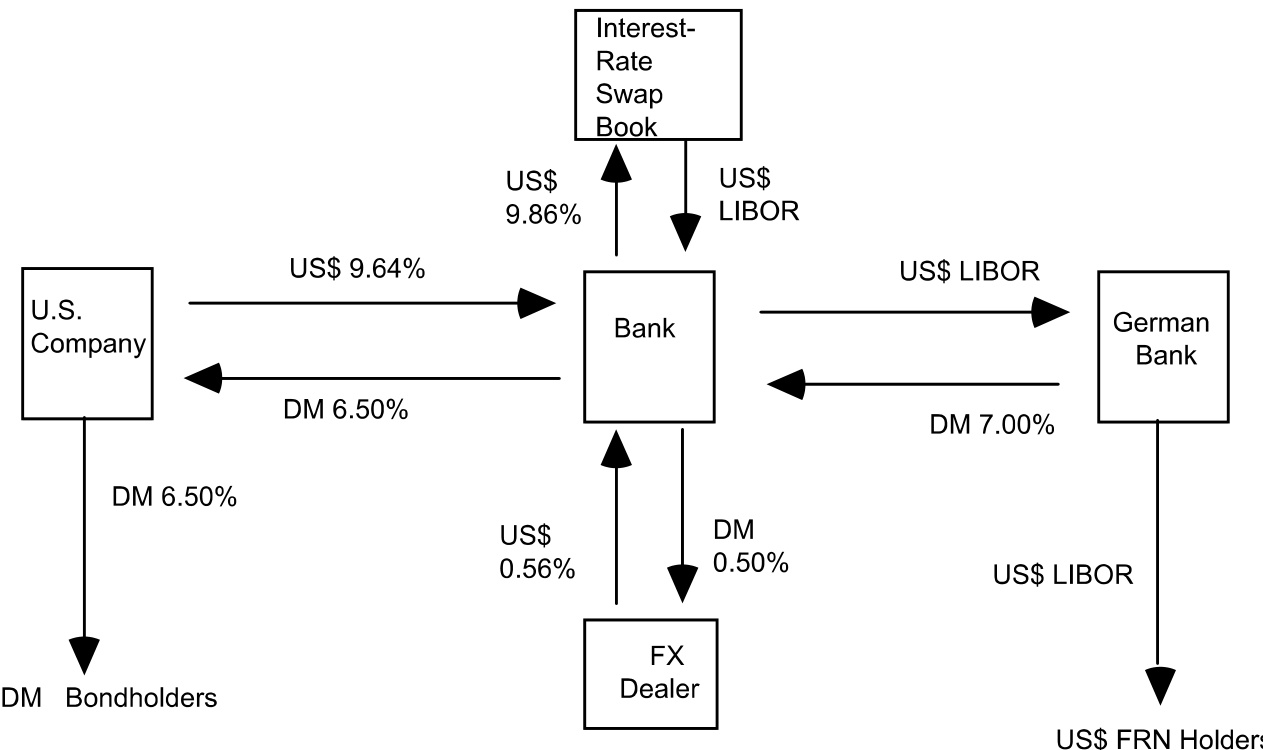 Interest-
Rate
Swap
Book
US$
9.86%
US$
LIBOR
US$ 9.64%
US$ LIBOR
U.S.
Company
Bank
German
Bank
DM 6.50%
DM 7.00%
DM 6.50%
US$
0.56%
DM
0.50%
US$ LIBOR
FX
Dealer
DM Bondholders
US$ FRN Holders